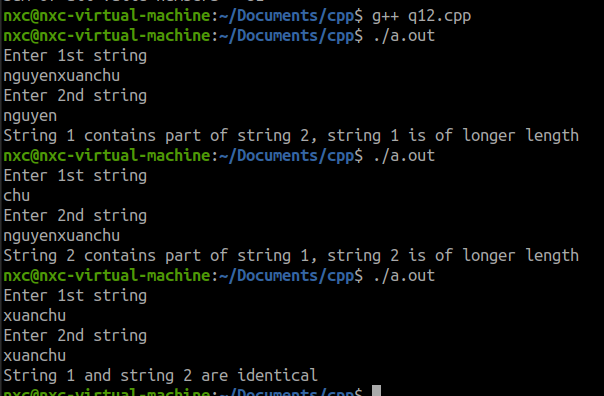 nxc@nxc-virtual-machine:~/Documents/cpp$ g++ q12.cpp
nxc@nxc-virtual-machine:~/Documents/cpp$ ./a.out
Enter 1st string
nguyenxuanchu
Enter 2nd string
nguyen
String 1 contains part of string 2, string 1 is of longer length
nxc@nxc-virtual-machine:~/Documents/cpp$ ./a.out
Enter 1st string
chu
Enter 2nd string
nguyenxuanchu
String 2 contains part of string 1, string 2 is of longer length
nxc@nxc-virtual-machine:~/Documents/cpp$ ./a.out
Enter 1st string
xuanchu
Enter 2nd string
xuanchu
String 1 and string 2 are identical
nxc@nxc-virtual-machine:~/Documents/cpp$